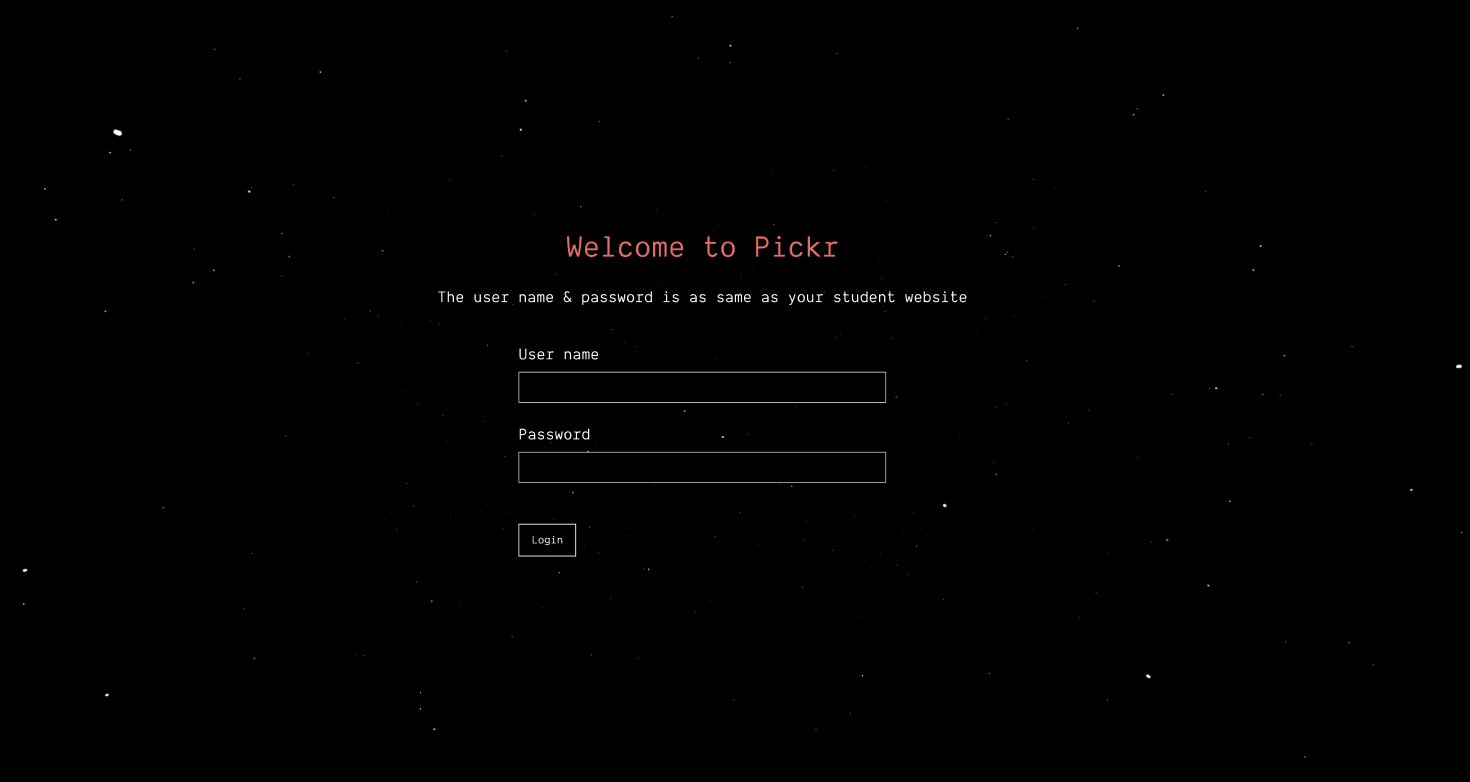 Welcome to Pickr
The user name & password is as same as your student website
User name
Password
Login